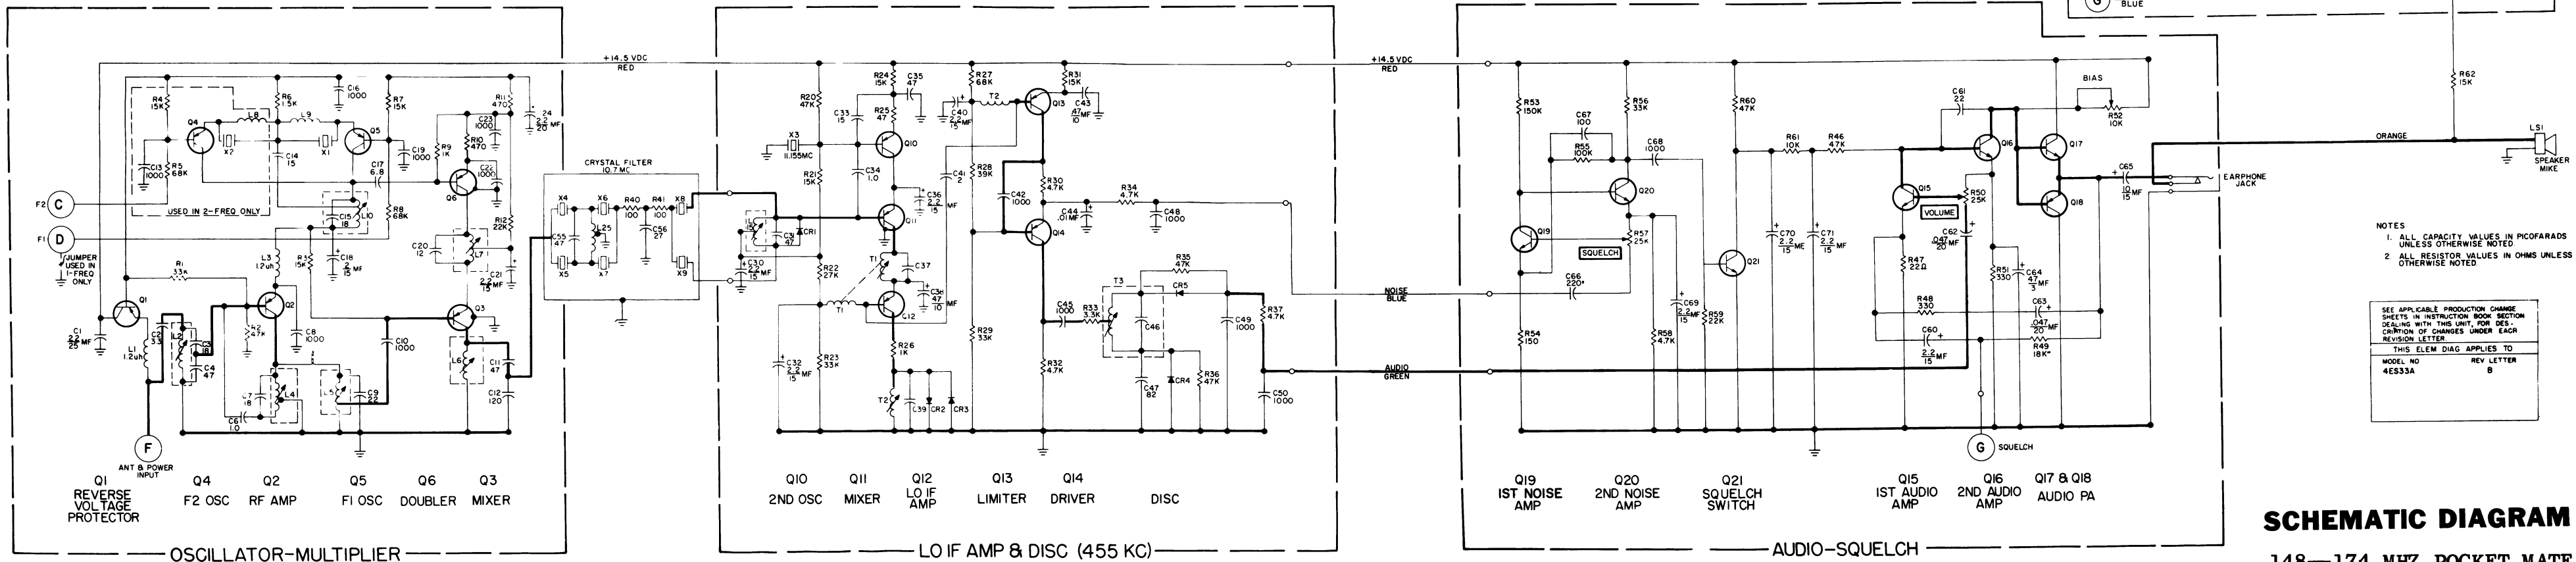 G
BLUE
+14.5 VDC
RED
+14.5 VDC
RED
R4
15K
R6
1.5K
C16
1000
R7
15K
R11
470
24
2.2
20
MF
L8
L9
Q4
X2
X1
Q5
C14
15
C17
6.8
C19
1000
R9
1K
C23
1000
R10
470
C22
1000
Q6
C13
1000
R5
68K
USED IN 2-FREQ ONLY
F2
C
F1
D
JUMPER
USED IN
1-FREQ
ONLY
C15
18
L10
R8
68K
R12
22K
C20
12
L7
C21
2.2
15
MF
L3
1.2uh
R3
15K
C18
2
15
MF
R1
33K
Q1
Q2
Q3
C1
22
25
MF
L1
1.2uh
C2
33
L2
C3
18
C4
47
R2
47K
C8
1000
C10
1000
L6
C11
47
C12
120
C7
18
L4
L5
C9
22
C6
1.0
F
ANT & POWER
INPUT
CRYSTAL FILTER
10.7 MC
X4
X6
R40
100
R41
100
X8
C55
47
L25
C56
27
X5
X7
X9
R20
47K
C33
15
R24
15K
C35
47
R25
47
X3
11.155MC
Q10
R21
15K
C34
1.0
C36
2.2
15
MF
Q11
C31
47
CR1
C30
2.2
15
MF
R22
27K
T1
C37
C38
47
10
MF
T1
Q12
C32
2.2
15
R23
33K
R26
1K
T2
C39
CR2
CR3
R27
68K
C40
2.2
15
T2
Q13
R31
15K
C43
47
10
MF
C41
2
R28
39K
C42
1000
R30
4.7K
C44
.01MF
R34
4.7K
C48
1000
Q14
R29
33K
R32
4.7K
C45
1000
R33
3.3K
T3
R35
47K
CR5
C46
C47
82
CR4
R36
47K
C49
1000
R37
4.7K
C50
1000
NOISE
BLUE
AUDIO
GREEN
R53
150K
C67
100
R55
100K
R56
33K
C68
1000
R60
47K
Q20
Q19
SQUELCH
R57
25K
Q21
C66
220*
C69
2.2
15
MF
R58
4.7K
R59
22K
R54
150
R61
10K
R46
47K
C70
2.2
15
MF
C71
2.2
15
MF
C61
22
BIAS
R52
10K
Q16
Q17
Q15
VOLUME
R50
25K
Q18
C62
.047
20
MF
C65
10
15
MF
R47
22Ω
R51
330
C64
47
3
MF
R48
330
C63
.047
20
MF
C60
2.2
15
MF
R49
18K*
G
SQUELCH
EARPHONE
JACK
R62
15K
ORANGE
LS1
SPEAKER
MIKE
NOTES
1. ALL CAPACITY VALUES IN PICOFARADS
UNLESS OTHERWISE NOTED.
2. ALL RESISTOR VALUES IN OHMS UNLESS
OTHERWISE NOTED
SEE APPLICABLE PRODUCTION CHANGE
SHEETS IN INSTRUCTION BOOK SECTION
DEALING WITH THIS UNIT, FOR DES-
CRIPTION OF CHANGES UNDER EACH
REVISION LETTER.
THIS ELEM DIAG APPLIES TO
MODEL NO REV LETTER
4ES33A B
Q1
REVERSE
VOLTAGE
PROTECTOR
Q4
F2 OSC
Q2
RF AMP
Q5
F1 OSC
Q6
DOUBLER
Q3
MIXER
Q10
2ND OSC
Q11
MIXER
Q12
LO IF
AMP
Q13
LIMITER
Q14
DRIVER
DISC
Q19
1ST NOISE
AMP
Q20
2ND NOISE
AMP
Q21
SQUELCH
SWITCH
Q15
1ST AUDIO
AMP
Q16
2ND AUDIO
AMP
Q17 & Q18
AUDIO PA
OSCILLATOR-MULTIPLIER
LO IF AMP & DISC (455 KC)
AUDIO-SQUELCH
SCHEMATIC DIAGRAM
148—174 MHZ POCKET MATE